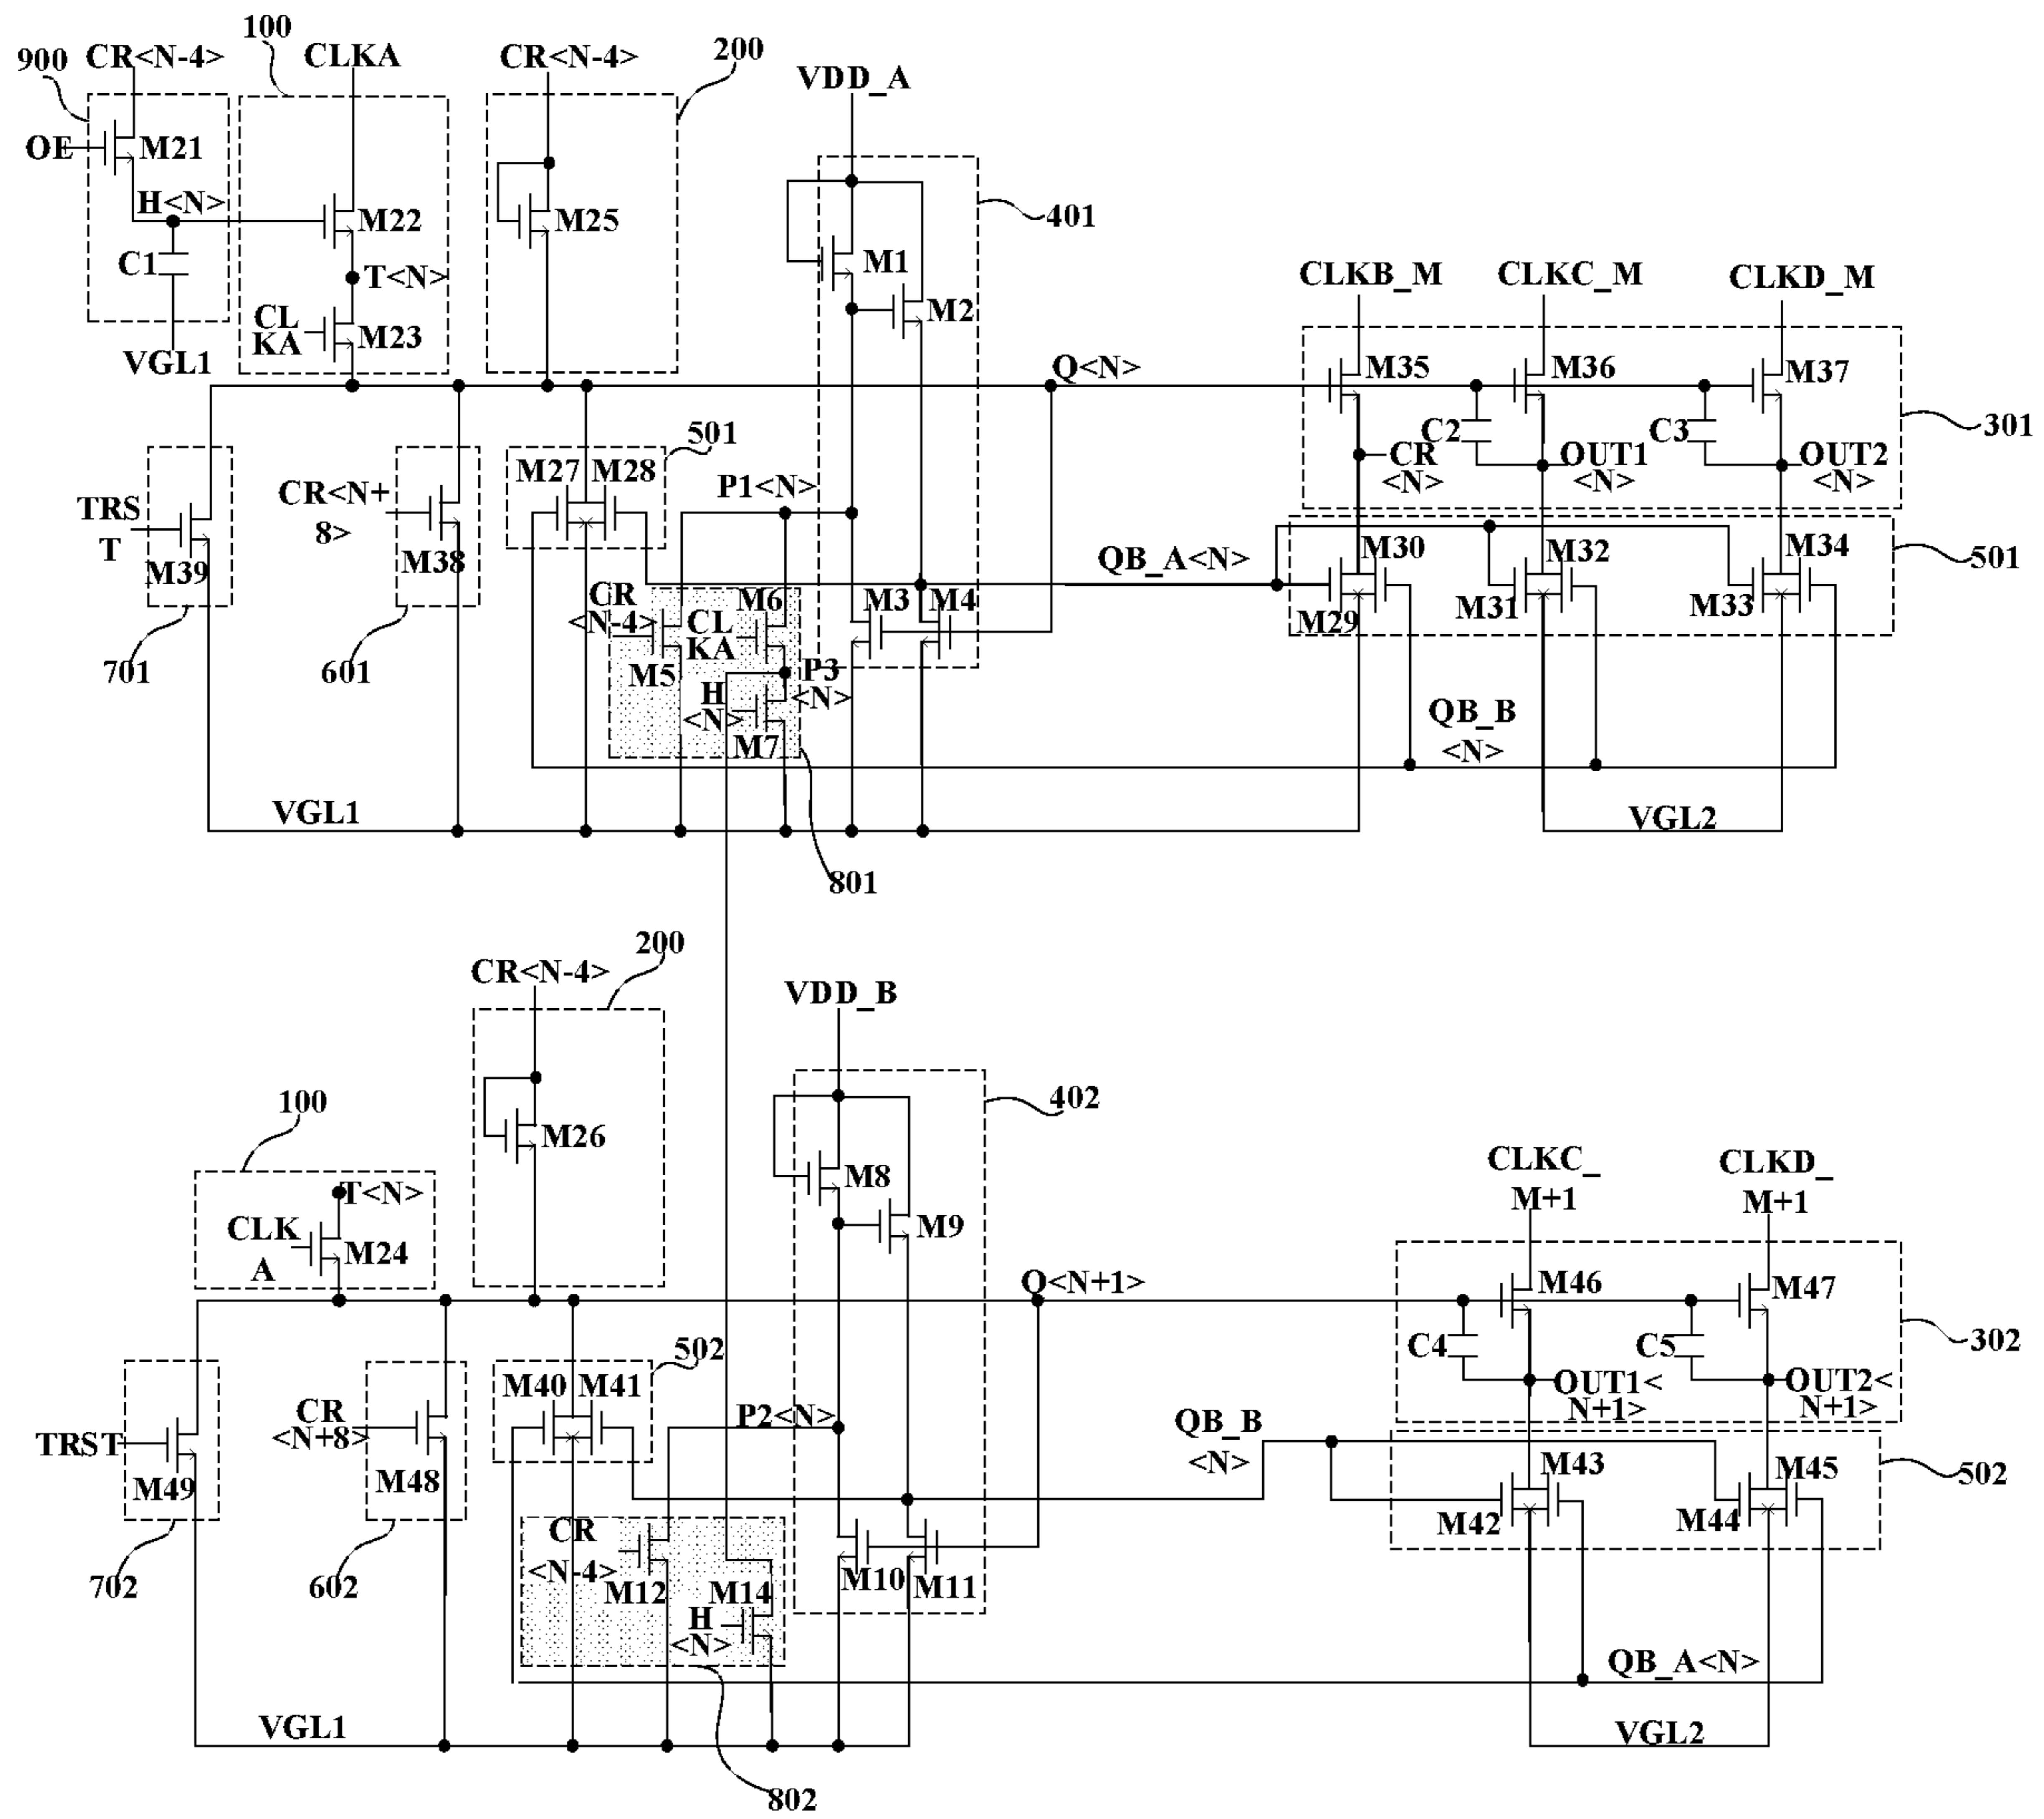 900
CR<N-4>
100
CLKA
CR<N-4>
200
VDD_A
OE
M21
H<N>
M22
M25
401
C1
T<N>
M1
M2
CL
KA
M23
VGL1
CLKB_M
CLKC_M
CLKD_M
Q<N>
M35
M36
M37
C2
C3
301
CR
<N>
OUT1
<N>
OUT2
<N>
501
M27
M28
P1<N>
TRS
T
M39
CR<N+
8>
M38
QB_A<N>
M30
M32
M34
501
M29
M31
M33
CR
<N-4>
M5
M6
CL
KA
M3
M4
701
601
P3
<N>
H
<N>
M7
QB_B
<N>
VGL1
VGL2
801
CR<N-4>
200
VDD_B
100
M26
402
T<N>
CLK
A
M24
M8
M9
CLKC_
M+1
CLKD_
M+1
Q<N+1>
M46
M47
C4
C5
302
OUT1<
N+1>
OUT2<
N+1>
502
M40
M41
P2<N>
TRST
M49
CR
<N+8>
M48
QB_B
<N>
M43
M45
502
M42
M44
CR
<N-4>
M12
M14
M10
M11
702
602
H
<N>
QB_A<N>
VGL1
VGL2
802